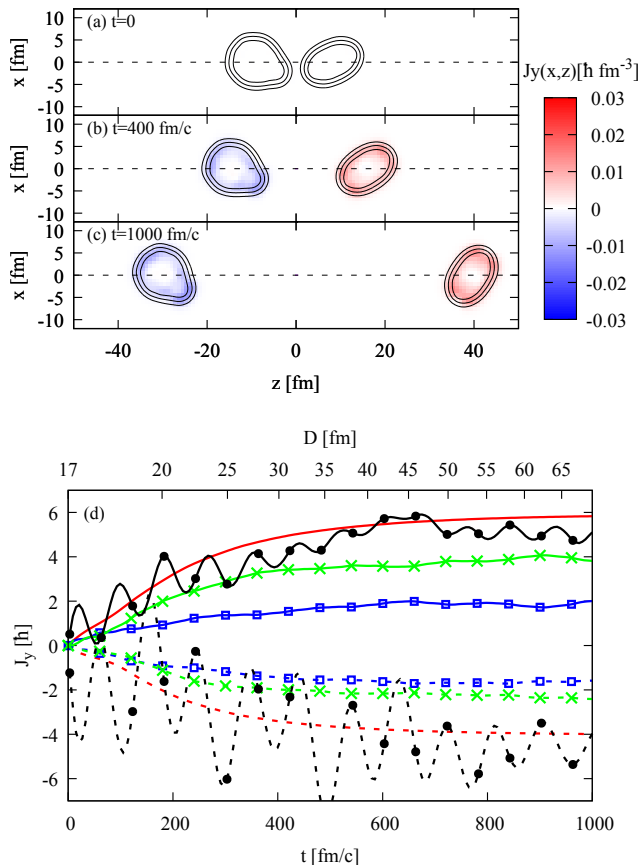 (a) t=0
x [fm]
10
5
0
-5
-10
(b) t=400 fm/c
x [fm]
10
5
0
-5
-10
(c) t=1000 fm/c
x [fm]
10
5
0
-5
-10
-40 -20 0 20 40
z [fm]
Jy(x,z)[ħ fm-3]
0.03
0.02
0.01
0
-0.01
-0.02
-0.03
D [fm]
17 20 25 30 35 40 45 50 55 60 65
(d)
Jy [ħ]
6
4
2
0
-2
-4
-6
0 200 400 600 800 1000
t [fm/c]